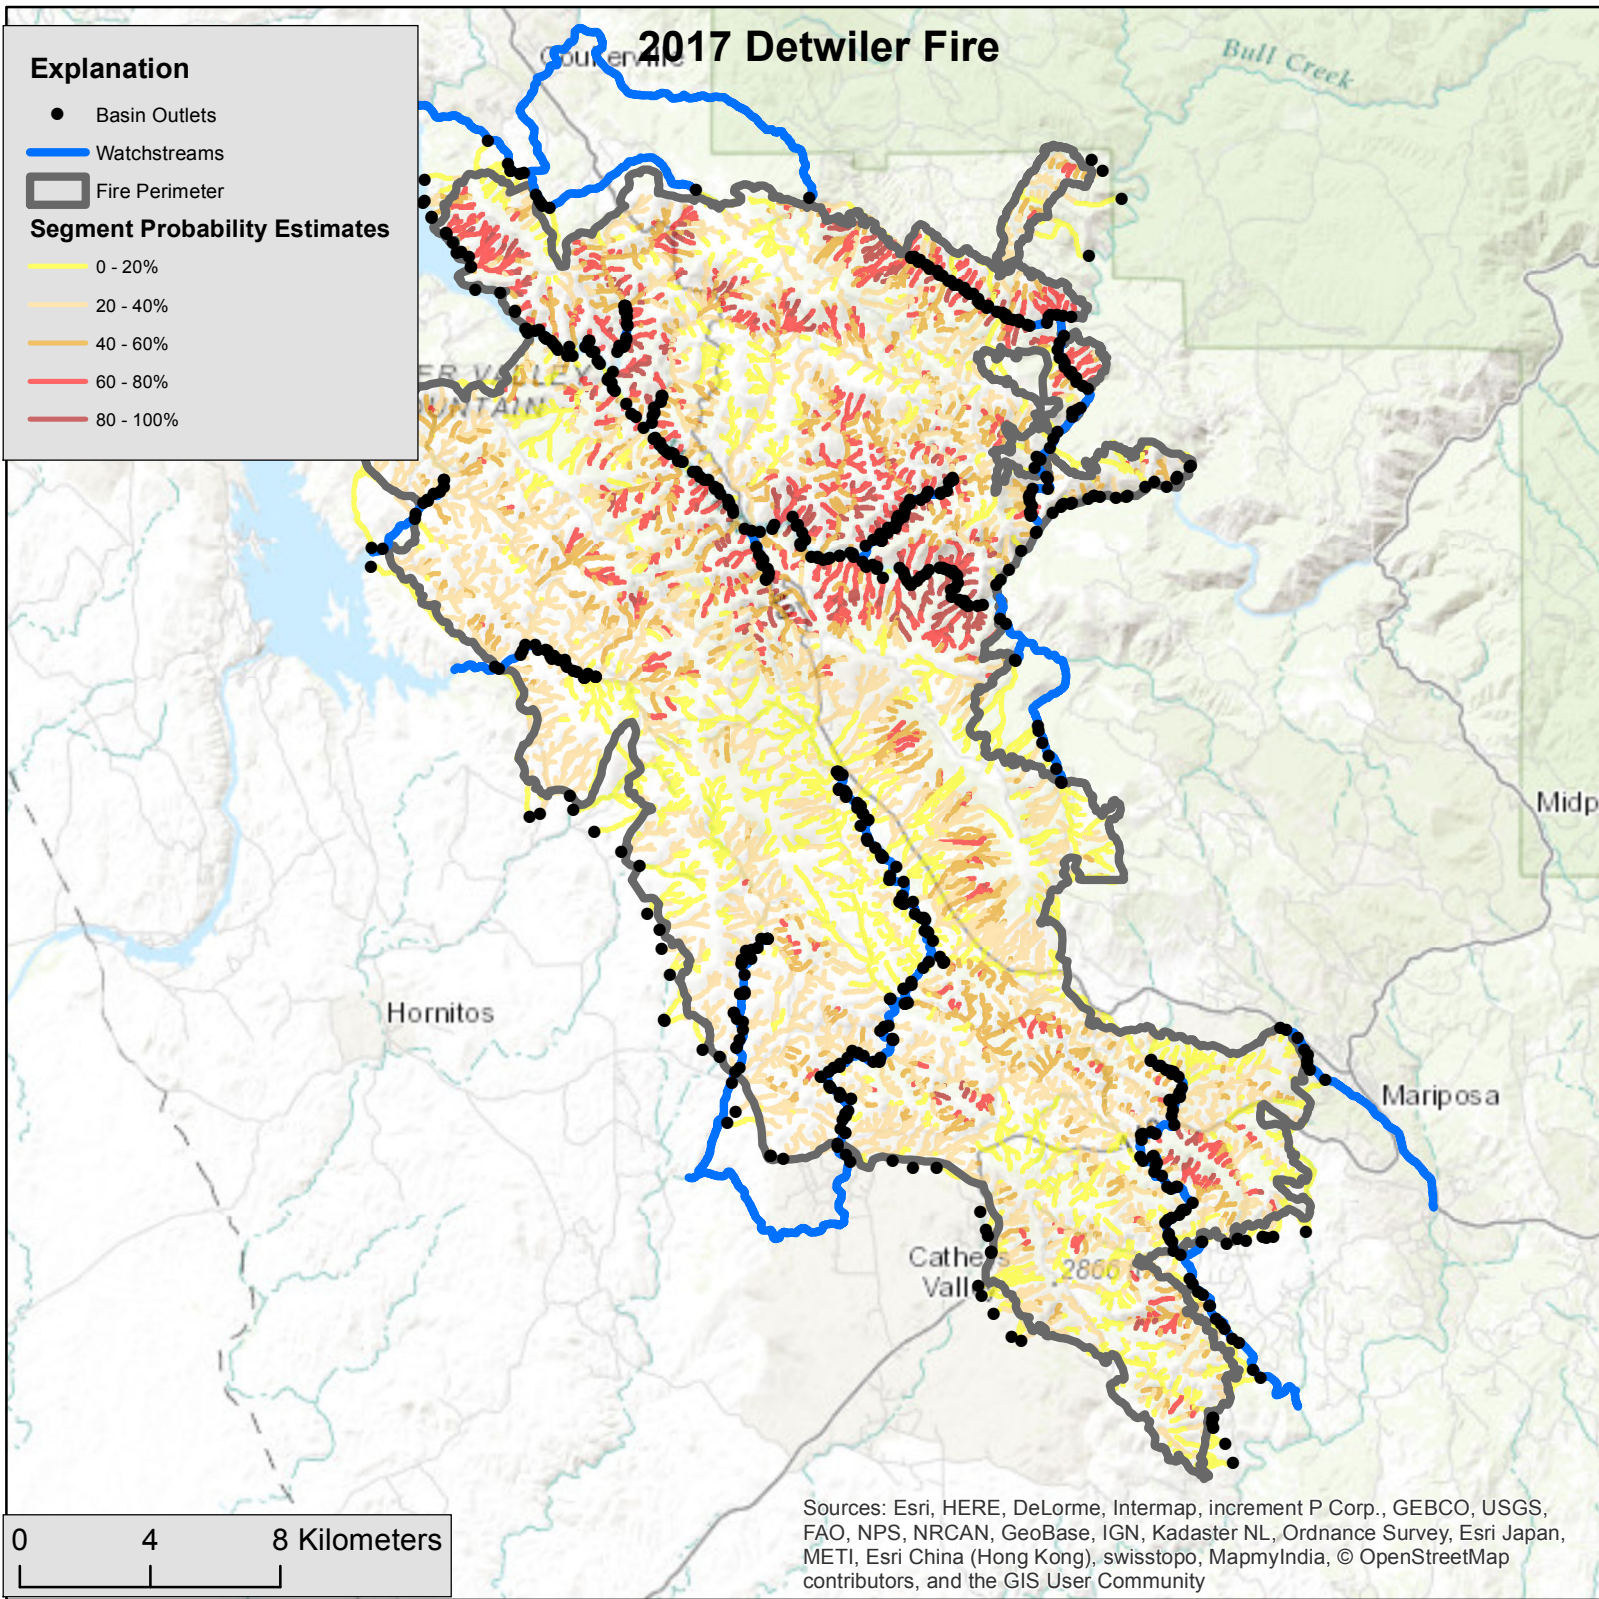 2017 Detwiler Fire
Explanation
Basin Outlets
Watchstreams
Fire Perimeter
Segment Probability Estimates
0 - 20%
20 - 40%
40 - 60%
60 - 80%
80 - 100%
Bull Creek
ER VALLEY
Midp
Hornitos
Mariposa
2866
0 4 8 Kilometers
Sources: Esri, HERE, DeLorme, Intermap, increment P Corp., GEBCO, USGS,
FAO, NPS, NRCAN, GeoBase, IGN, Kadaster NL, Ordnance Survey, Esri Japan,
METI, Esri China (Hong Kong), swisstopo, MapmyIndia, © OpenStreetMap
contributors, and the GIS User Community